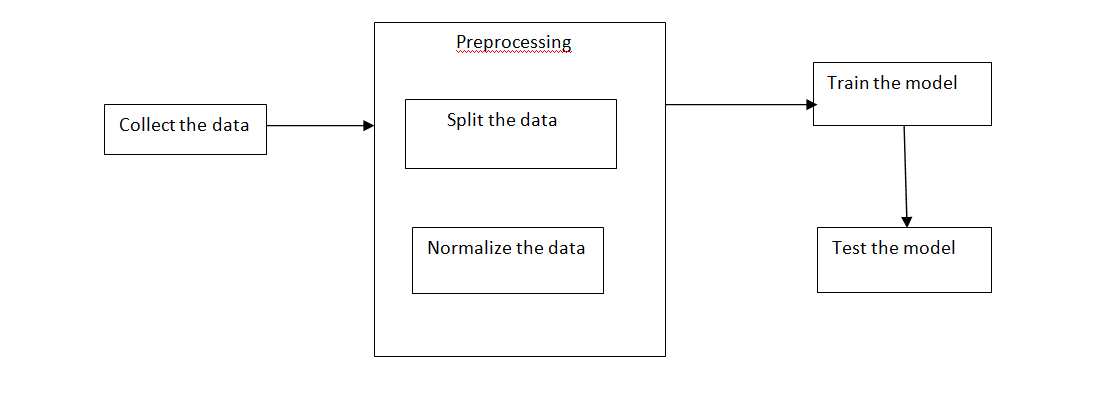 Preprocessing
Collect the data
Split the data
Normalize the data
Train the model
Test the model